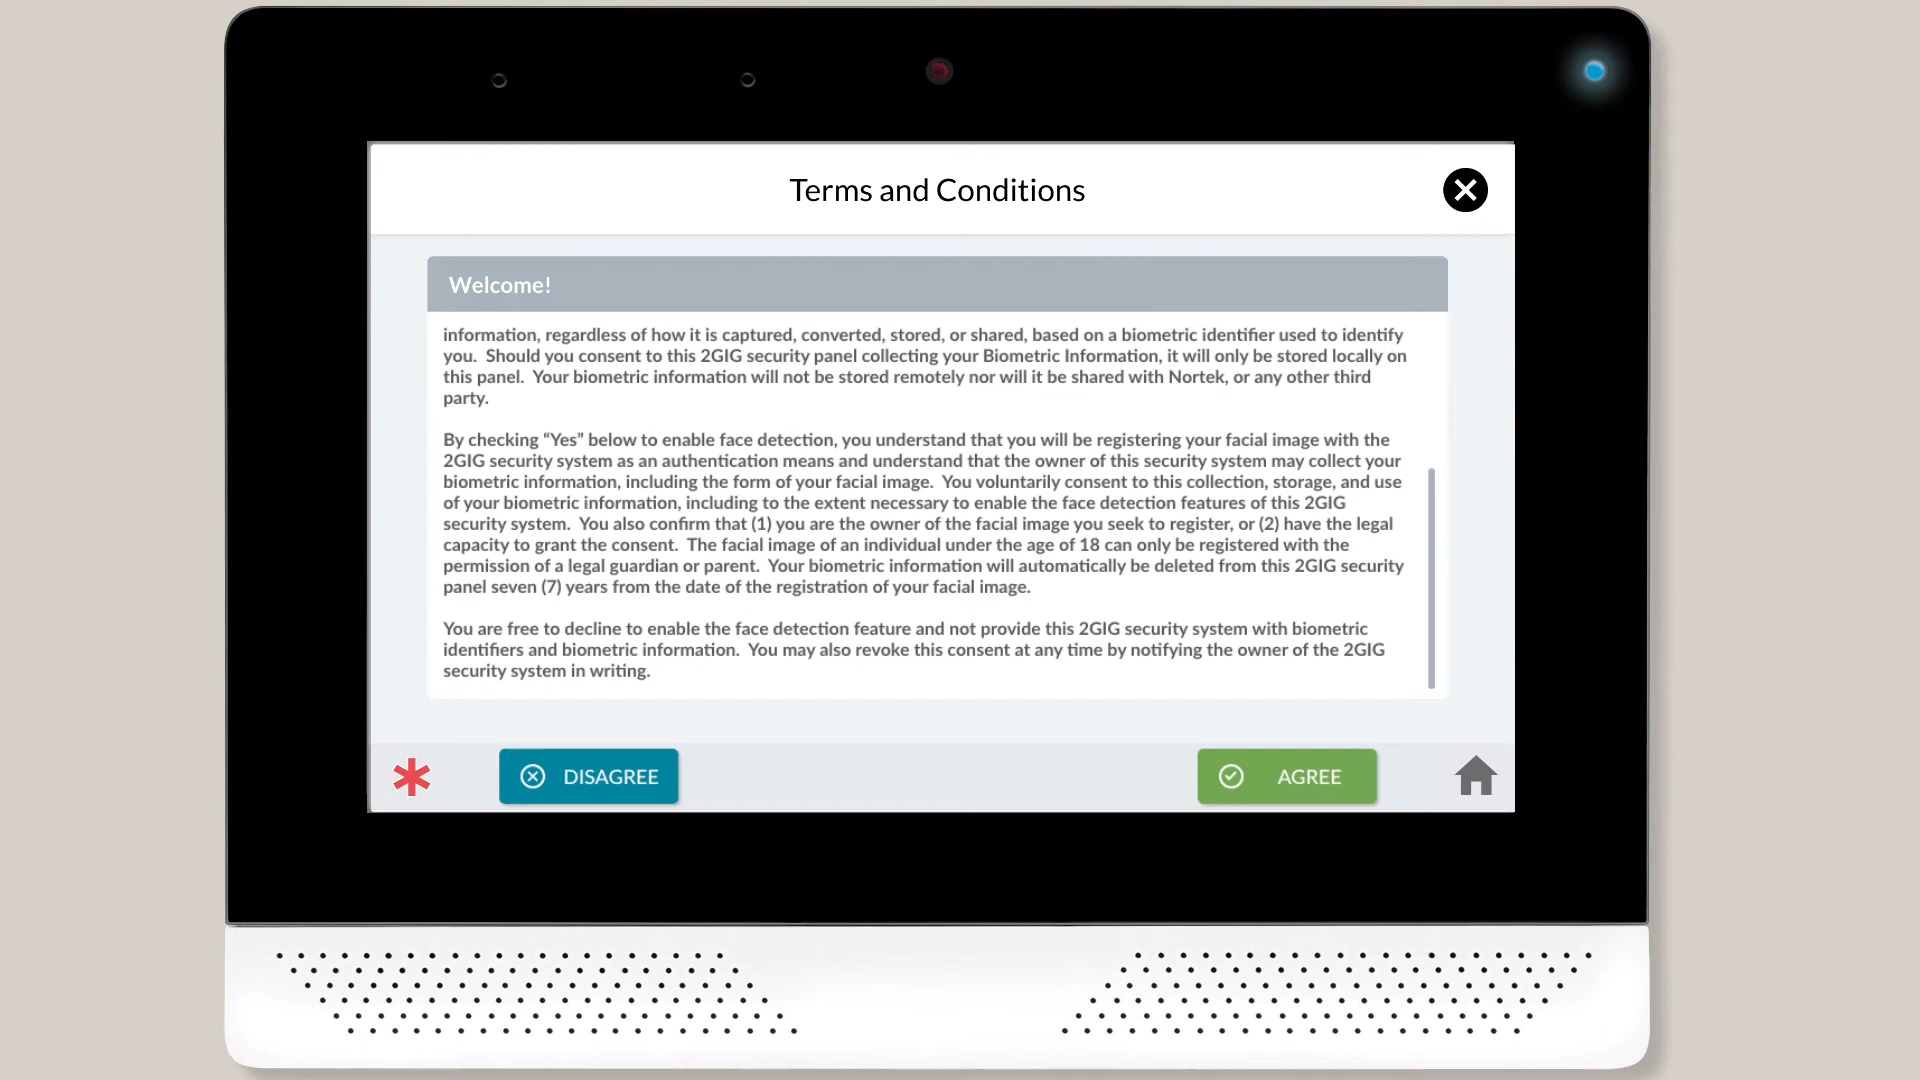 Terms and Conditions
Welcome!
information, regardless of how it is captured, converted, stored, or shared, based on a biometric identifier used to identify
you. Should you consent to this 2GIG security panel collecting your Biometric Information, it will only be stored locally on
this panel. Your biometric information will not be stored remotely nor will it be shared with Nortek, or any other third
party.
By checking “Yes” below to enable face detection, you understand that you will be registering your facial image with the
2GIG security system as an authentication means and understand that the owner of this security system may collect your
biometric information, including the form of your facial image. You voluntarily consent to this collection, storage, and use
of your biometric information, including to the extent necessary to enable the face detection features of this 2GIG
security system. You also confirm that (1) you are the owner of the facial image you seek to register, or (2) have the legal
capacity to grant the consent. The facial image of an individual under the age of 18 can only be registered with the
permission of a legal guardian or parent. Your biometric information will automatically be deleted from this 2GIG security
panel seven (7) years from the date of the registration of your facial image.
You are free to decline to enable the face detection feature and not provide this 2GIG security system with biometric
identifiers and biometric information. You may also revoke this consent at any time by notifying the owner of the 2GIG
security system in writing.
DISAGREE
AGREE